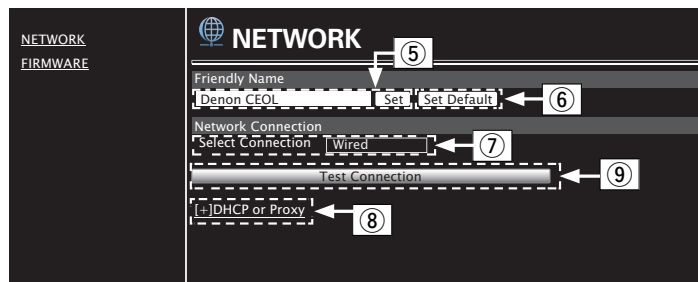 NETWORK
FIRMWARE
NETWORK
⑤
Friendly Name
Denon CEOL Set Set Default ⑥
Network Connection
Select Connection Wired ⑦
Test Connection ⑨
[+]DHCP or Proxy ⑧